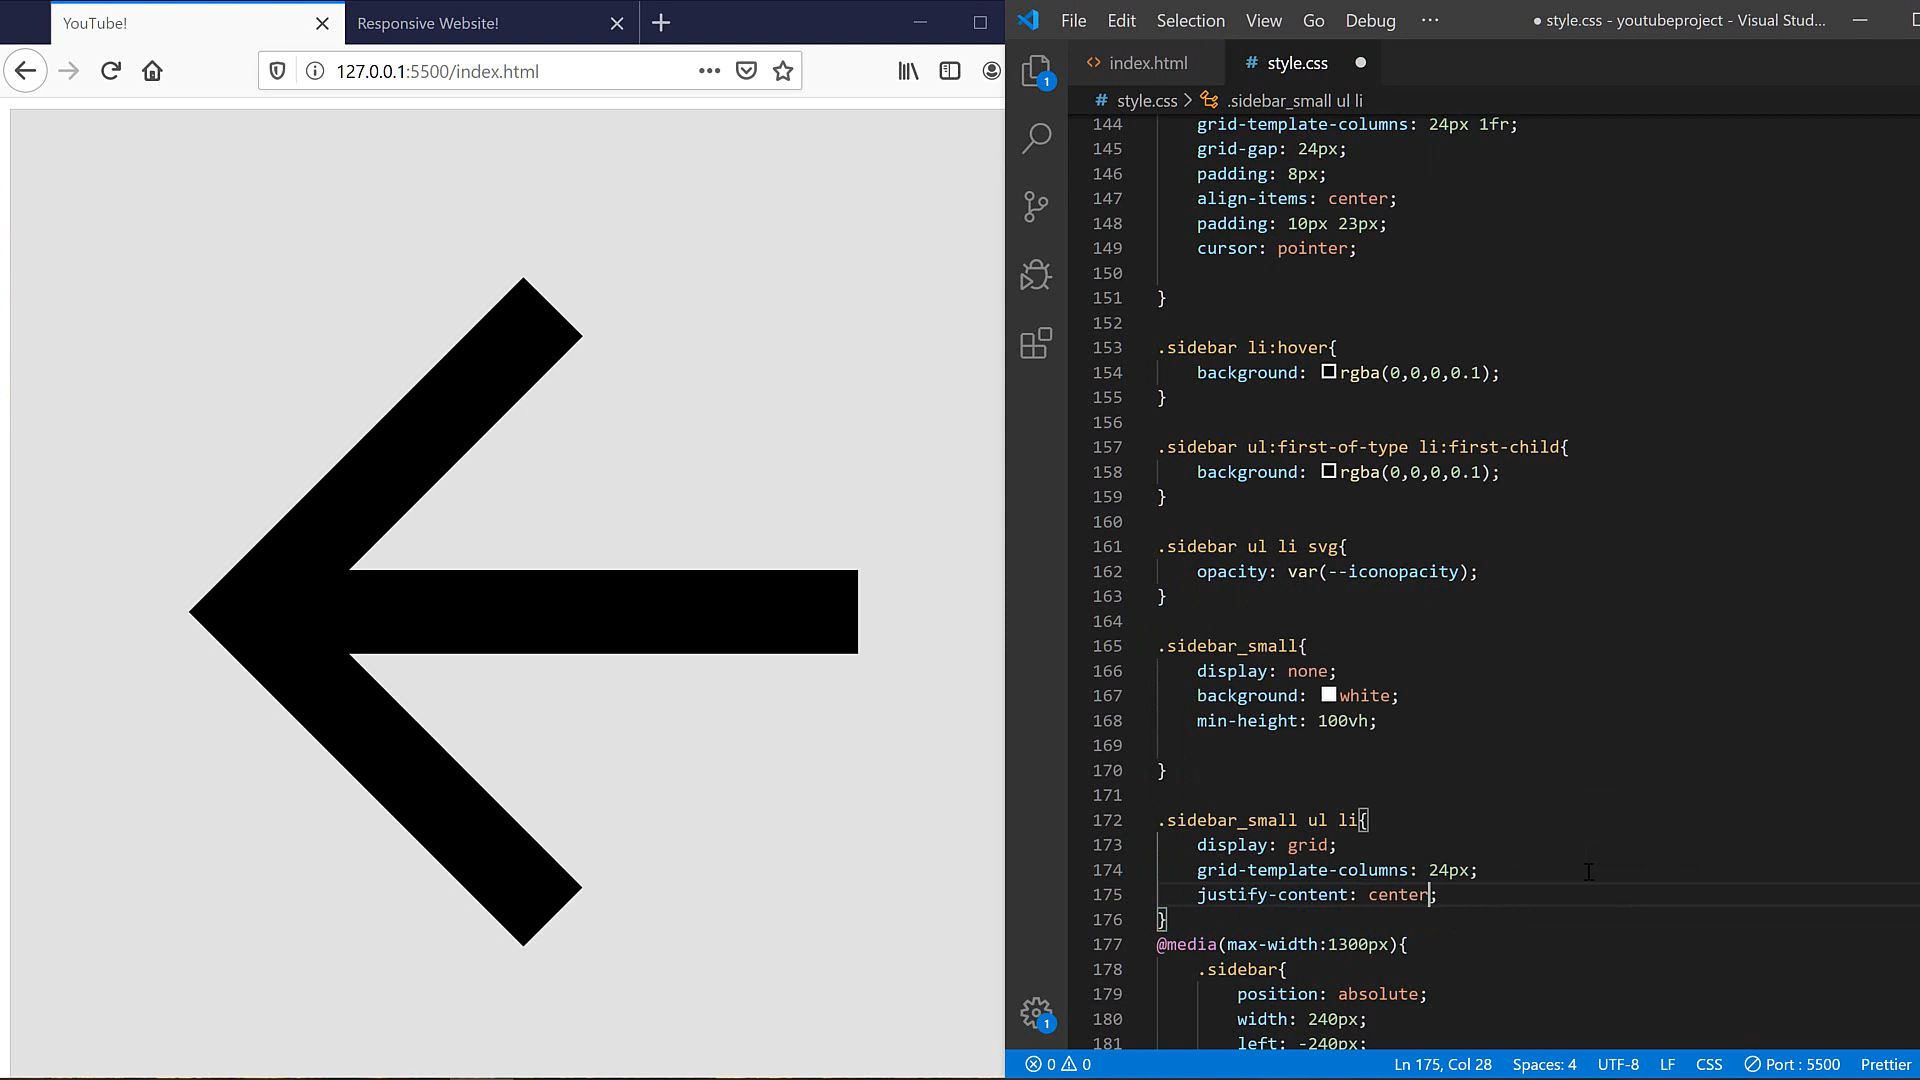 YouTube!
Responsive Website!
127.0.0.1:5500/index.html
File Edit Selection View Go Debug ··· ● style.css - youtubeproject - Visual Stud...
<> index.html
# style.css ●
# style.css > .sidebar_small ul li
144 grid-template-columns: 24px 1fr;
145 grid-gap: 24px;
146 padding: 8px;
147 align-items: center;
148 padding: 10px 23px;
149 cursor: pointer;
150
151 }
152
153 .sidebar li:hover{
154 background: rgba(0,0,0,0.1);
155 }
156
157 .sidebar ul:first-of-type li:first-child{
158 background: rgba(0,0,0,0.1);
159 }
160
161 .sidebar ul li svg{
162 opacity: var(--iconopacity);
163 }
164
165 .sidebar_small{
166 display: none;
167 background: white;
168 min-height: 100vh;
169
170 }
171
172 .sidebar_small ul li{
173 display: grid;
174 grid-template-columns: 24px;
175 justify-content: center;
176 }
177 @media(max-width:1300px){
178 .sidebar{
179 position: absolute;
180 width: 240px;
181 left: -240px;
1
1
0 0 Ln 175, Col 28 Spaces: 4 UTF-8 LF CSS Port : 5500 Prettier